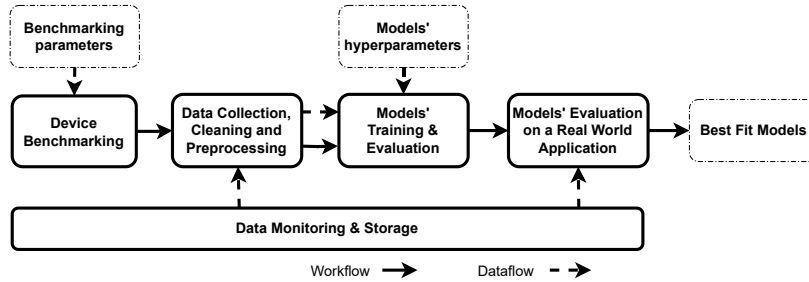 Benchmarking
parameters
Models'
hyperparameters
Device
Benchmarking
Data Collection,
Cleaning and
Preprocessing
Models'
Training &
Evaluation
Models' Evaluation
on a Real World
Application
Best Fit Models
Data Monitoring & Storage
Workflow
Dataflow